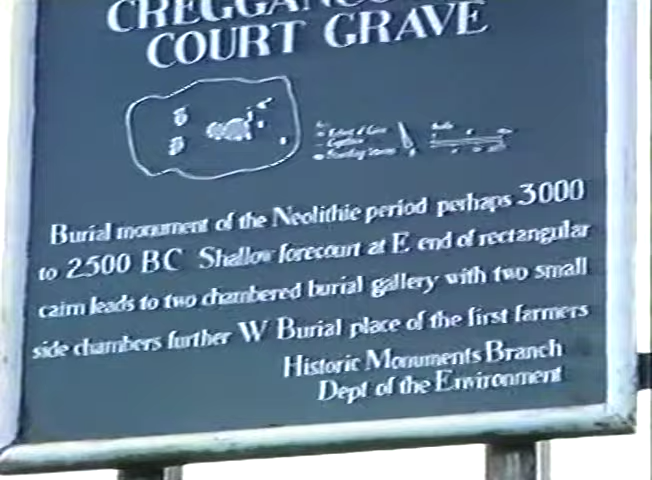 COURT GRAVE
Burial monument of the Neolithic period perhaps 3000
to 2500 BC Shallow forecourt at E end of rectangular
cairn leads to two chambered burial gallery with two small
side chambers further W Burial place of the first farmers
Historic Monuments Branch
Dept of the Environment